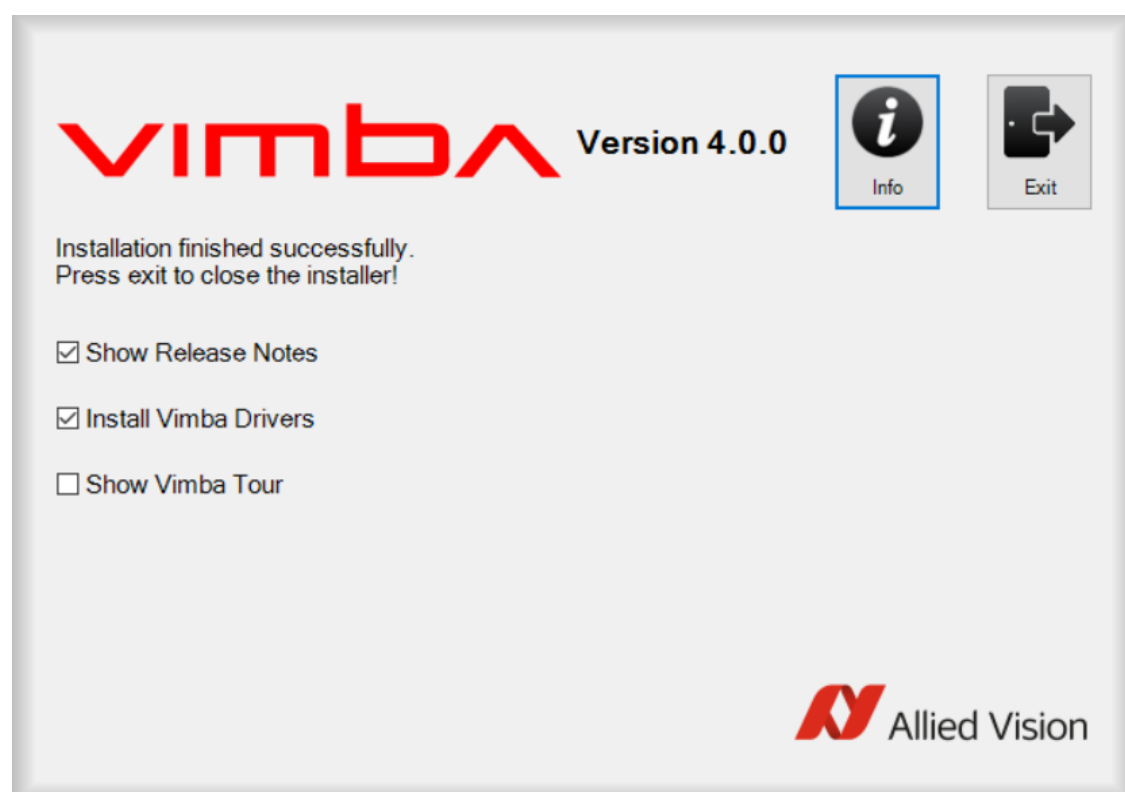 vimba
Version 4.0.0
Info
Exit
Installation finished successfully.
Press exit to close the installer!
Show Release Notes
Install Vimba Drivers
Show Vimba Tour
Allied Vision